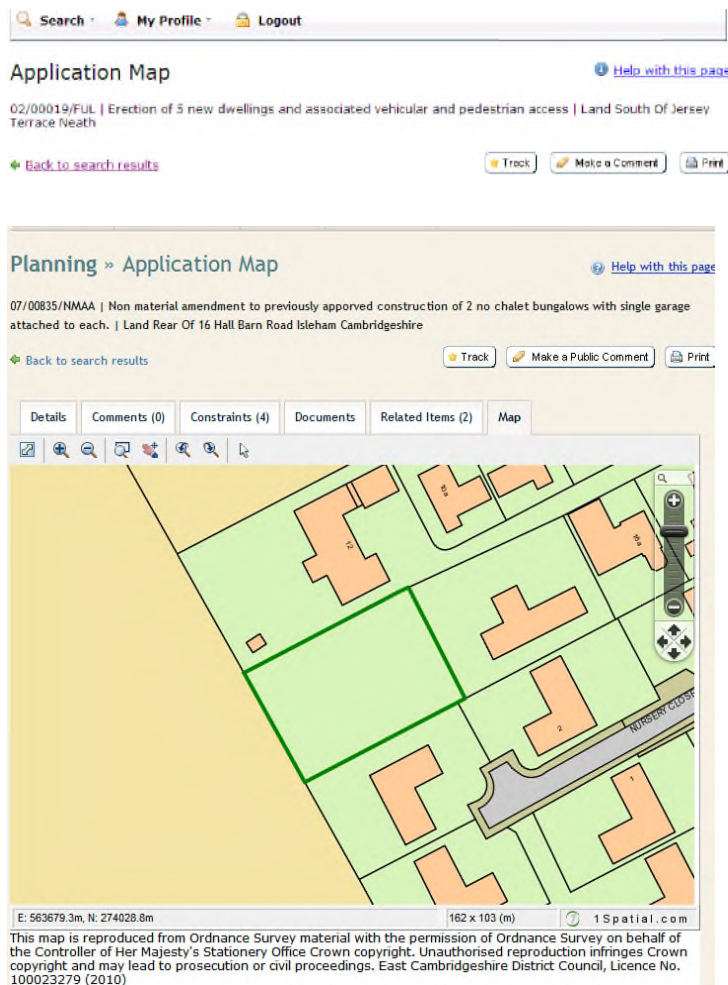 Search My Profile Logout
Application Map Help with this page
02/00019/FUL | Erection of 5 new dwellings and associated vehicular and pedestrian access | Land South Of Jersey
Terrace Neath
Back to search results Track Make a Comment Print
Planning » Application Map Help with this page
07/00835/NMAA | Non material amendment to previously apporved construction of 2 no chalet bungalows with single garage
attached to each. | Land Rear Of 16 Hall Barn Road Isleham Cambridgeshire
Back to search results Track Make a Public Comment Print
Details Comments (0) Constraints (4) Documents Related Items (2) Map
10a
12
16a
NURSERY CLOSE
2
1
E: 563679.3m, N: 274028.8m 162 x 103 (m) 1Spatial.com
This map is reproduced from Ordnance Survey material with the permission of Ordnance Survey on behalf of
the Controller of Her Majesty's Stationery Office Crown copyright. Unauthorised reproduction infringes Crown
copyright and may lead to prosecution or civil proceedings. East Cambridgeshire District Council, Licence No.
100023279 (2010)